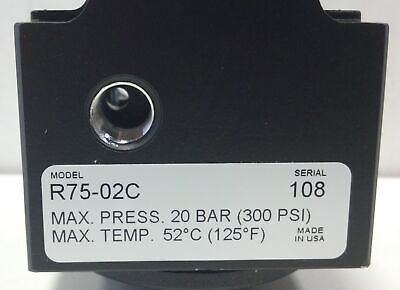 MODEL SERIAL
R75-02C 108
MAX. PRESS. 20 BAR (300 PSI)
MAX. TEMP. 52°C (125°F) MADE
IN USA